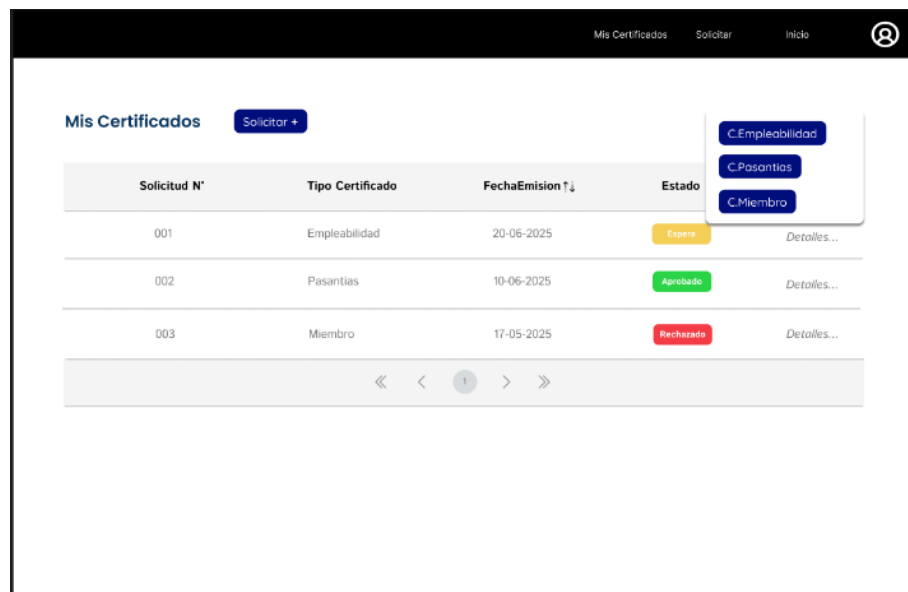 Mis Certificados Solicitar Inicio
Mis Certificados Solicitar +
C.Empleabilidad
C.Pasantias
C.Miembro
Solicitud N° Tipo Certificado FechaEmision↑↓ Estado
001 Empleabilidad 20-06-2025 Espera Detalles...
002 Pasantias 10-06-2025 Aprobado Detalles...
003 Miembro 17-05-2025 Rechazado Detalles...
1